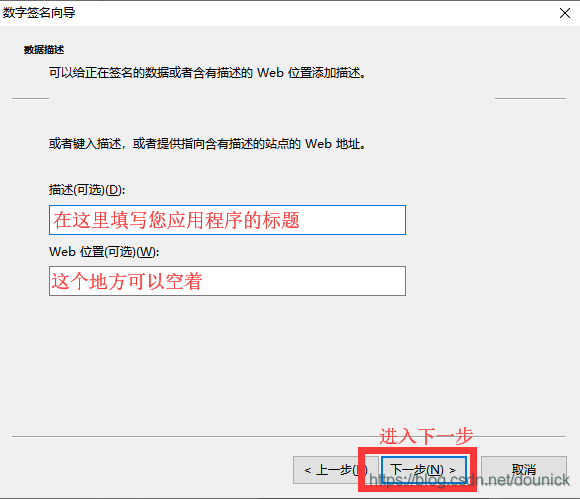 数字签名向导
数据描述
可以给正在签名的数据或者含有描述的 Web 位置添加描述。
或者键入描述，或者提供指向含有描述的站点的 Web 地址。
描述(可选)(D):
在这里填写您应用程序的标题
Web 位置(可选)(W):
这个地方可以空着
进入下一步
< 上一步(B) 下一步(N) > 取消
https://blog.csdn.net/dounick